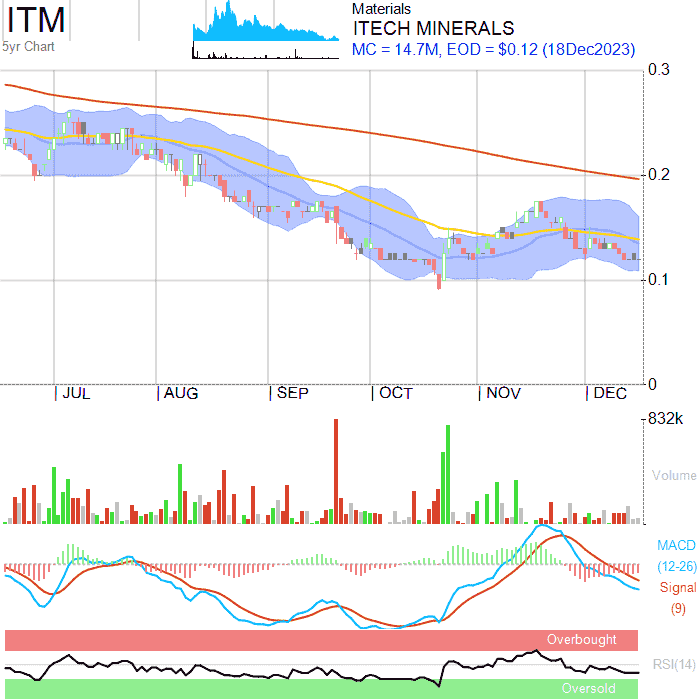 ITM
5yr Chart
Materials
ITECH MINERALS
MC = 14.7M, EOD = $0.12 (18Dec2023)
0.3
0.2
0.1
0
JUL AUG SEP OCT NOV DEC
832k
Volume
MACD
(12-26)
Signal
(9)
Overbought
RSI(14)
Oversold